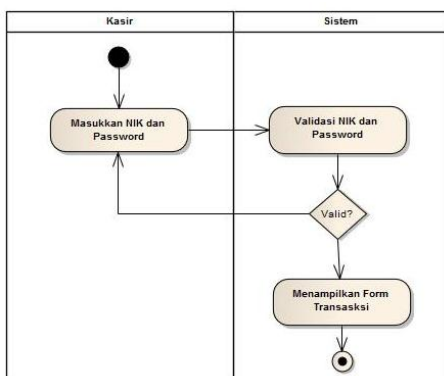 Kasir
Sistem
Masukkan NIK dan
Password
Validasi NIK dan
Password
Valid?
Menampilkan Form
Transasksi